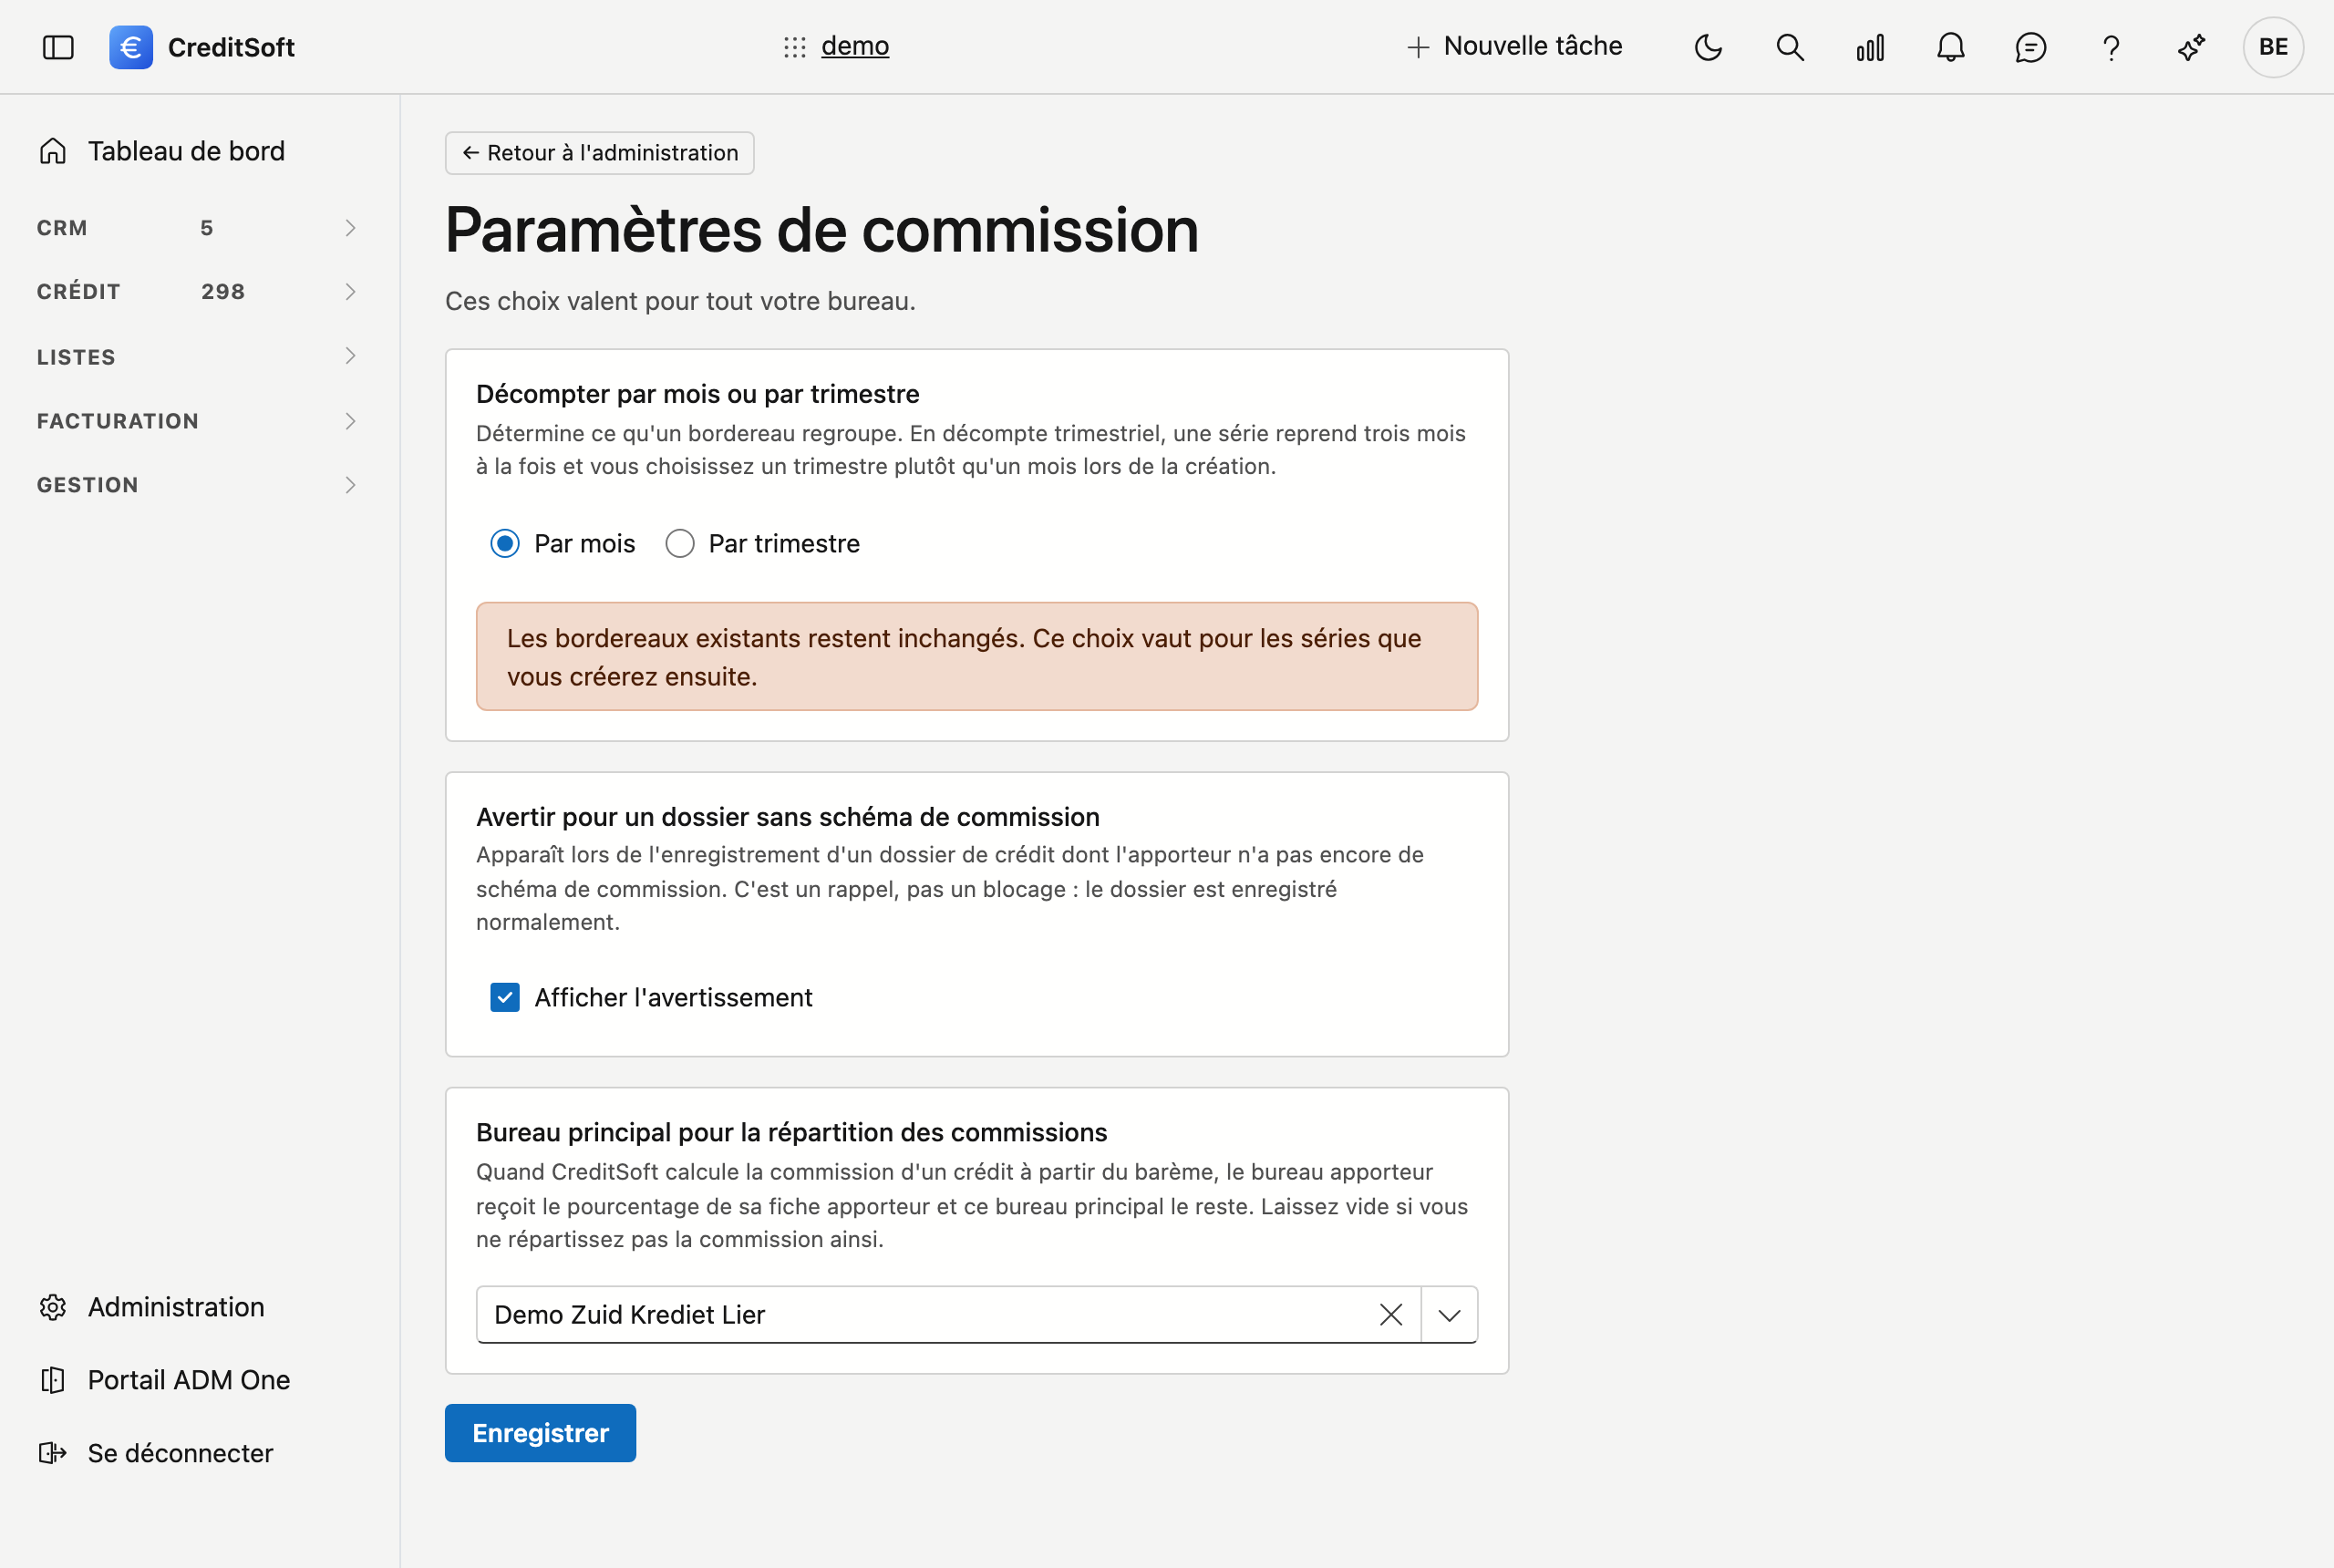 € CreditSoft
demo
Nouvelle tâche
BE
Tableau de bord
CRM 5
CRÉDIT 298
LISTES
FACTURATION
GESTION
Administration
Portail ADM One
Se déconnecter
← Retour à l'administration
Paramètres de commission
Ces choix valent pour tout votre bureau.
Décompter par mois ou par trimestre
Détermine ce qu'un bordereau regroupe. En décompte trimestriel, une série reprend trois mois
à la fois et vous choisissez un trimestre plutôt qu'un mois lors de la création.
Par mois Par trimestre
Les bordereaux existants restent inchangés. Ce choix vaut pour les séries que
vous créerez ensuite.
Avertir pour un dossier sans schéma de commission
Apparaît lors de l'enregistrement d'un dossier de crédit dont l'apporteur n'a pas encore de
schéma de commission. C'est un rappel, pas un blocage : le dossier est enregistré
normalement.
Afficher l'avertissement
Bureau principal pour la répartition des commissions
Quand CreditSoft calcule la commission d'un crédit à partir du barème, le bureau apporteur
reçoit le pourcentage de sa fiche apporteur et ce bureau principal le reste. Laissez vide si vous
ne répartissez pas la commission ainsi.
Demo Zuid Krediet Lier
Enregistrer